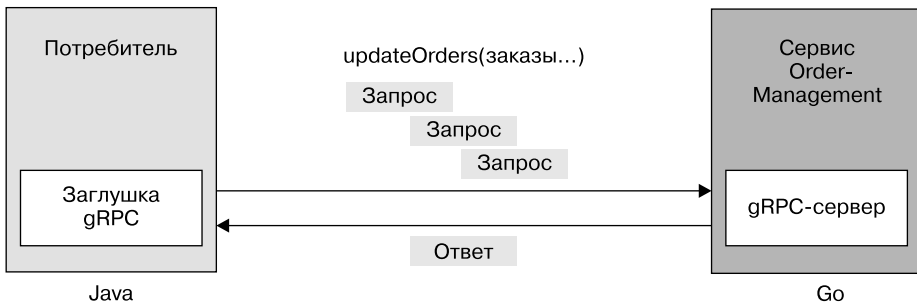 Потребитель
Заглушка
gRPC
Java
updateOrders(заказы...)
Запрос
Запрос
Запрос
Ответ
Сервис
Order-
Management
gRPC-сервер
Go